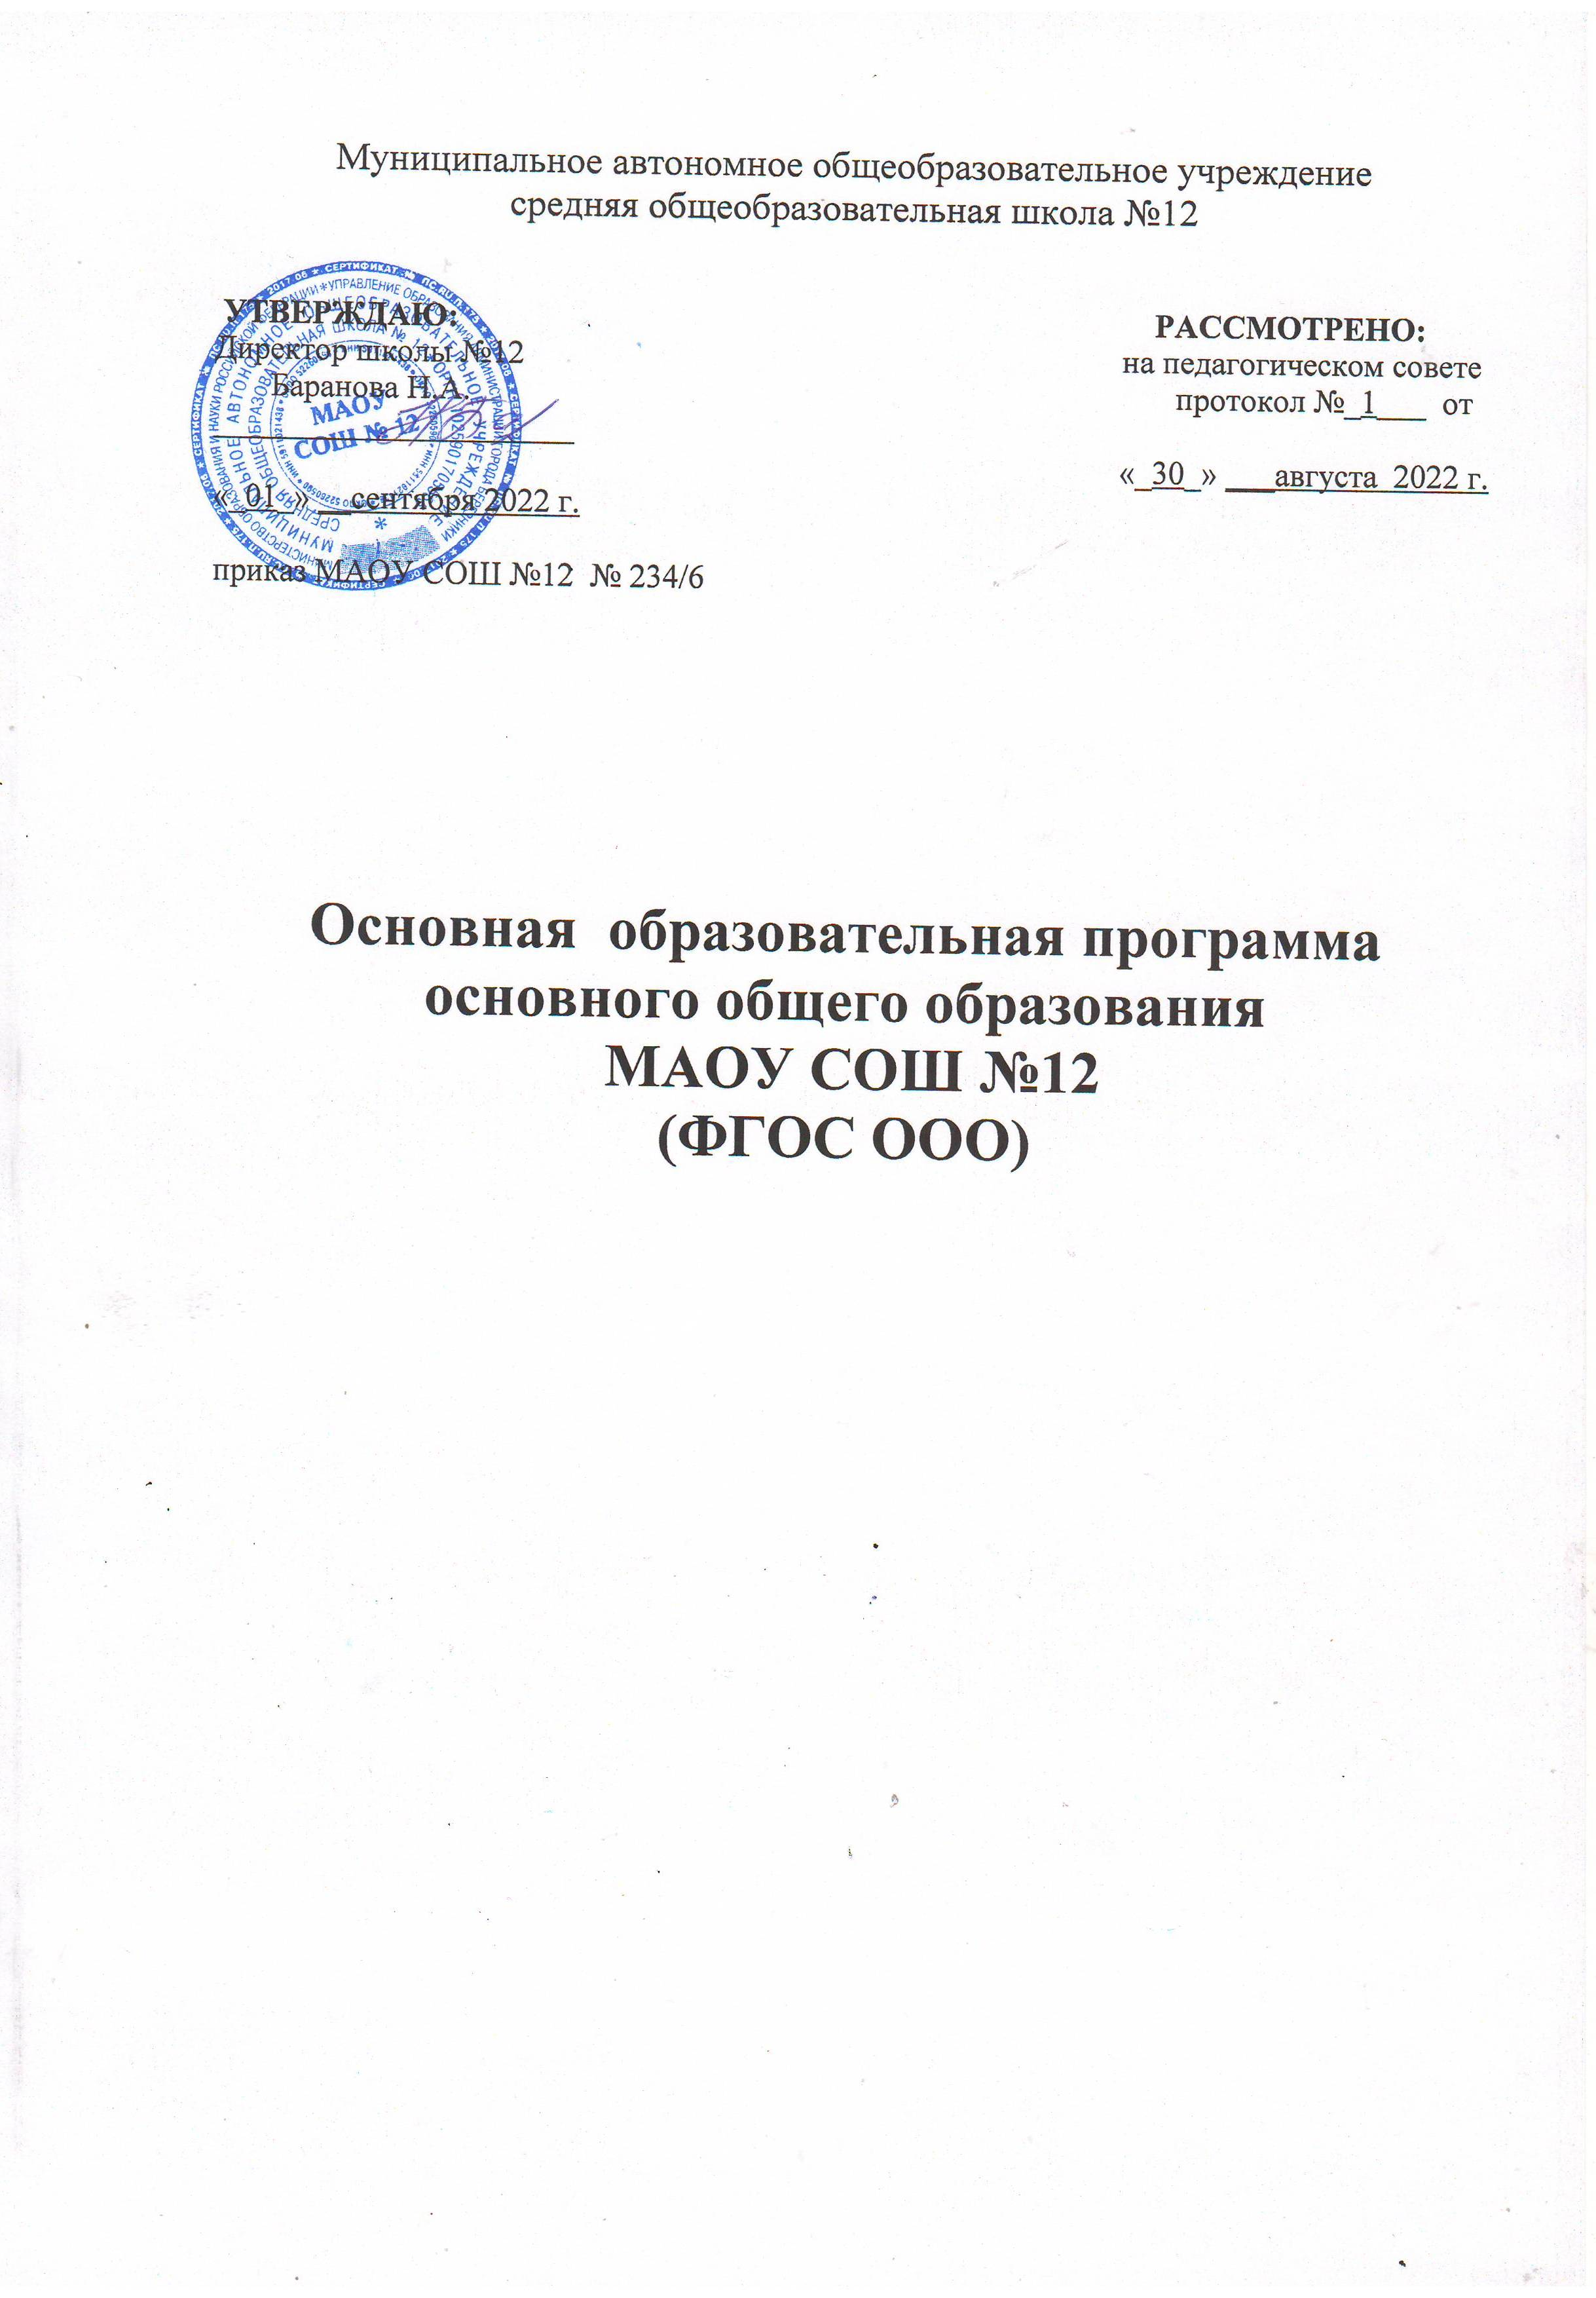 Муниципальное автономное общеобразовательное учреждение
средняя общеобразовательная школа №12
УТВЕРЖДАЮ:
Директор школы №12
Баранова Н.А.
МАОУ
СОШ № 12
«_01_» __сентября 2022 г.
приказ МАОУ СОШ №12 № 234/6
РАССМОТРЕНО:
на педагогическом совете
протокол №_1___ от
«_30_» ___августа 2022 г.
Основная образовательная программа
основного общего образования
МАОУ СОШ №12
(ФГОС ООО)